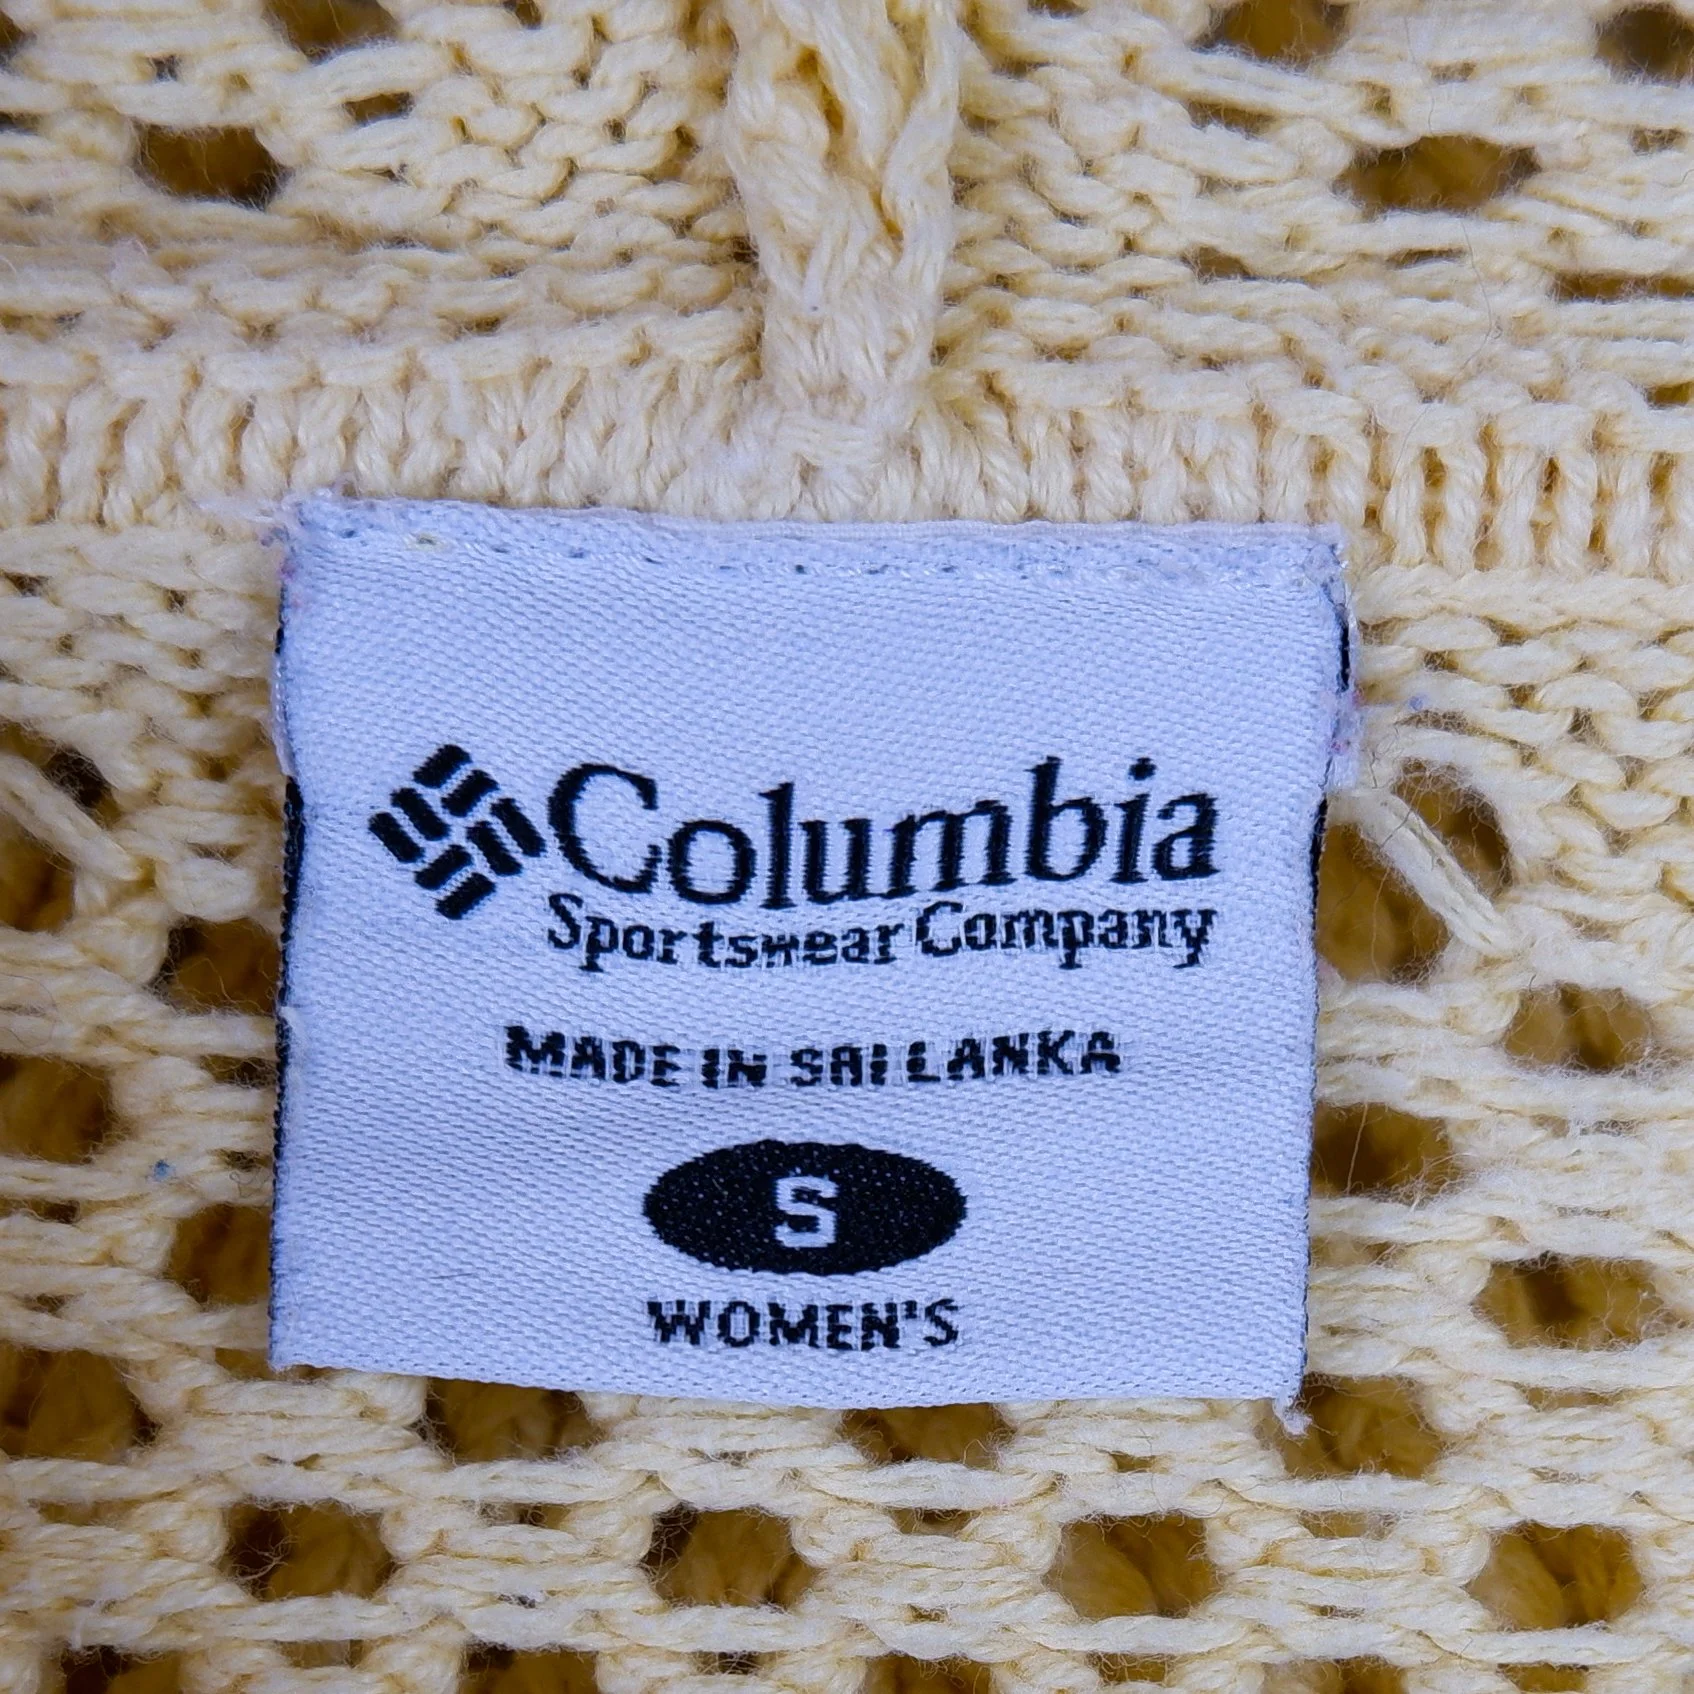 Columbia
Sportswear Company
MADE IN SRI LANKA
S
WOMEN'S